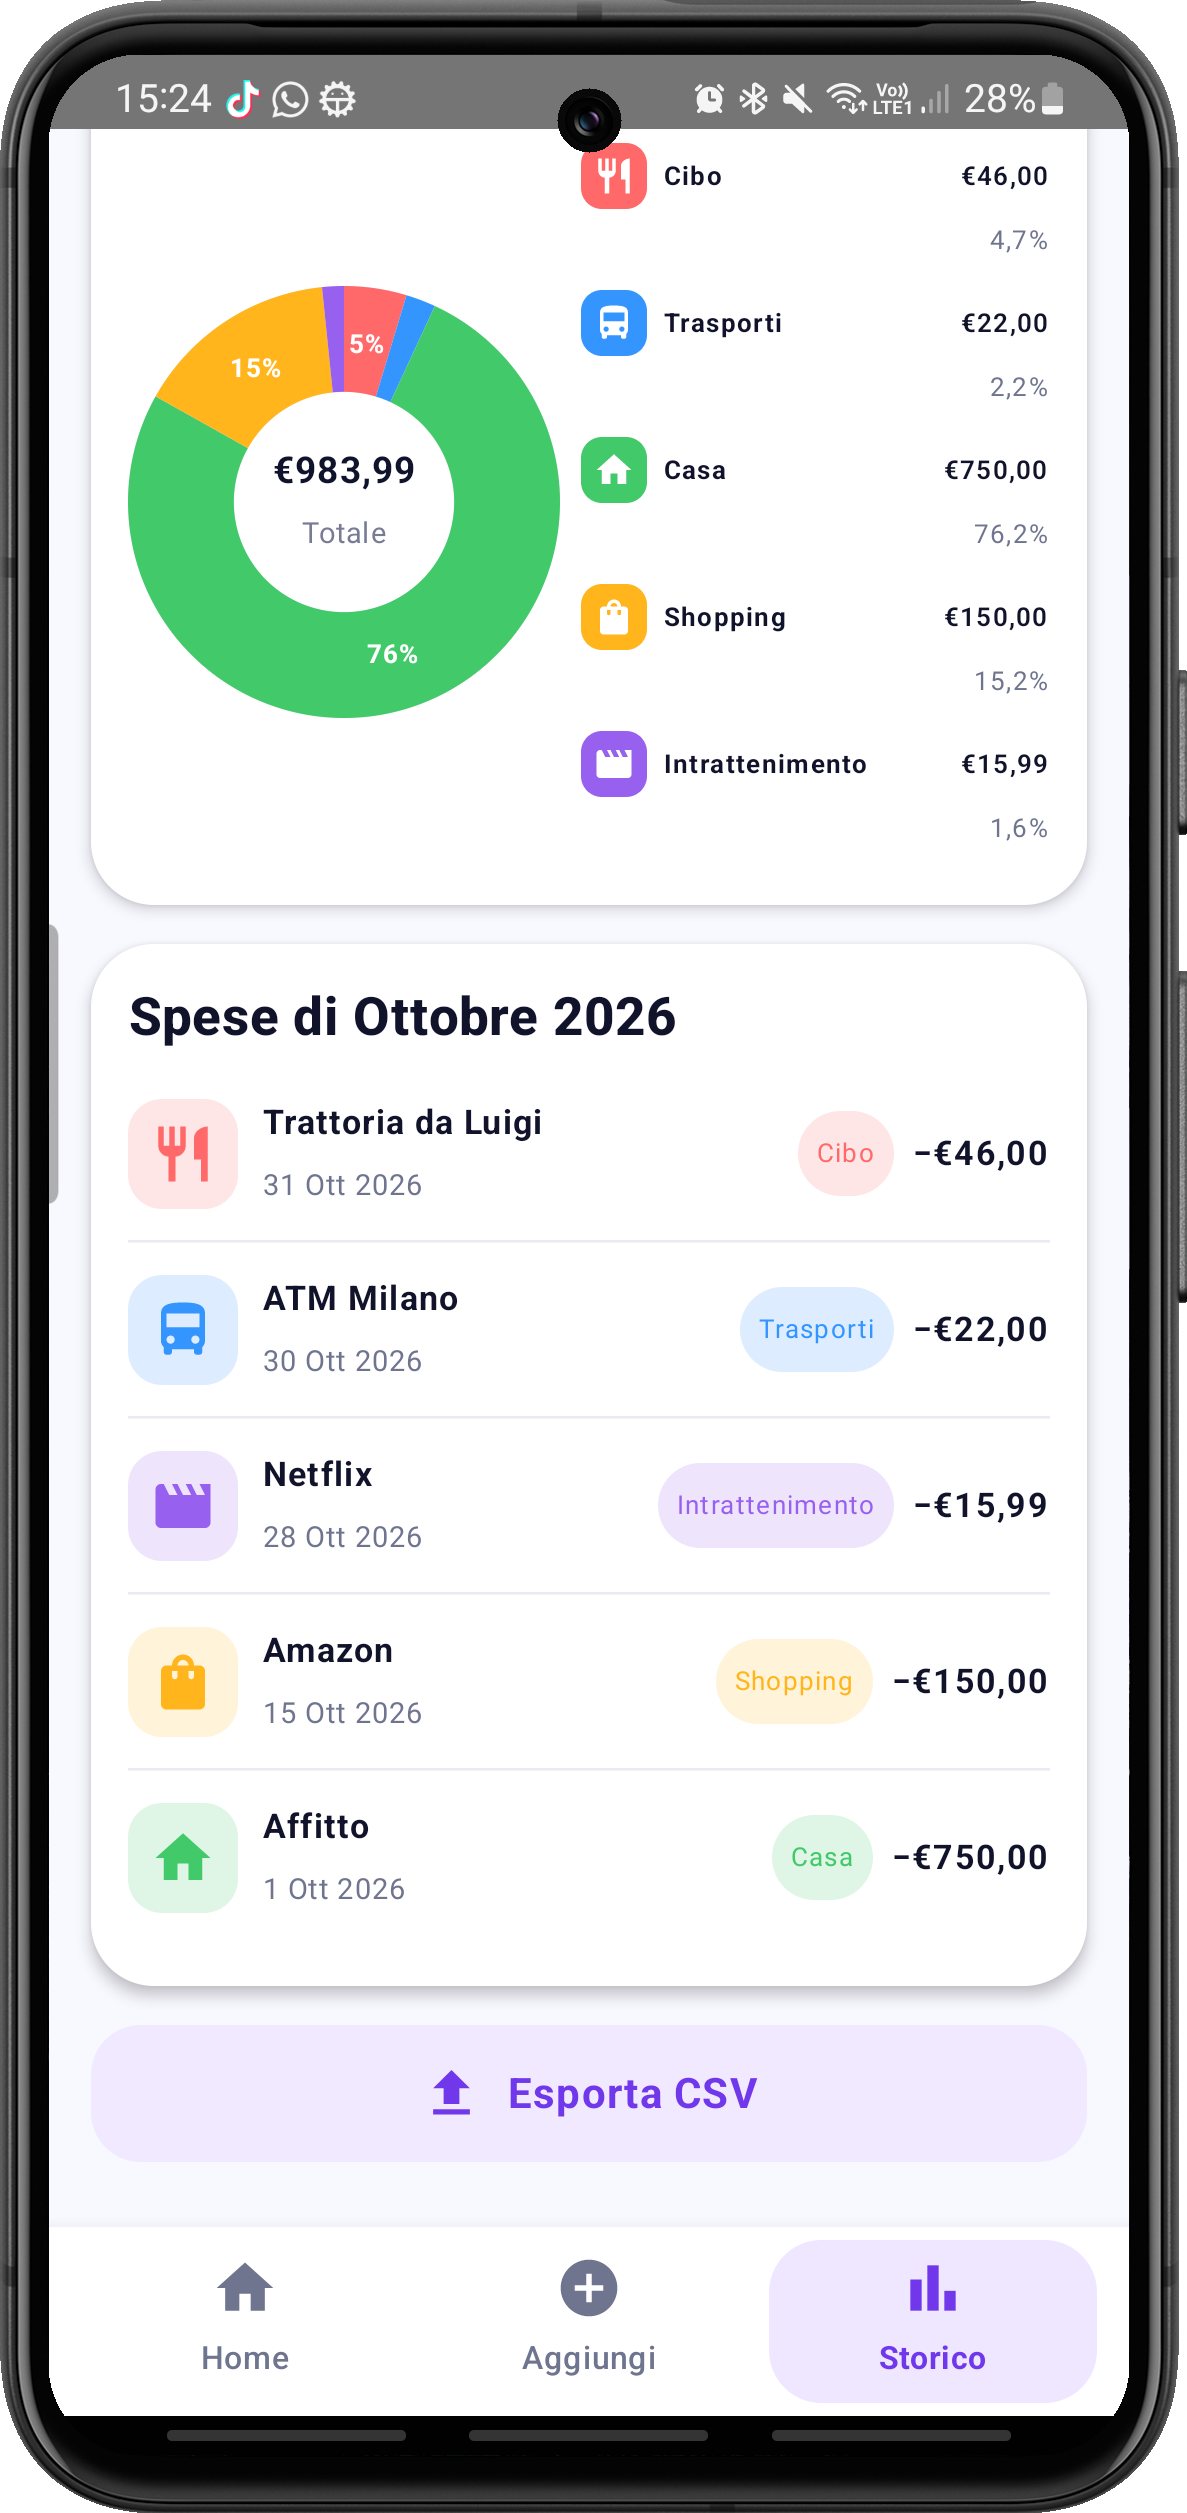 15:24
Vo))
LTE1
28%
Cibo €46,00
4,7%
Trasporti €22,00
2,2%
Casa €750,00
76,2%
Shopping €150,00
15,2%
Intrattenimento €15,99
1,6%
5%
15%
€983,99
Totale
76%
Spese di Ottobre 2026
Trattoria da Luigi
31 Ott 2026
Cibo
−€46,00
ATM Milano
30 Ott 2026
Trasporti
−€22,00
Netflix
28 Ott 2026
Intrattenimento
−€15,99
Amazon
15 Ott 2026
Shopping
−€150,00
Affitto
1 Ott 2026
Casa
−€750,00
Esporta CSV
Home
Aggiungi
Storico